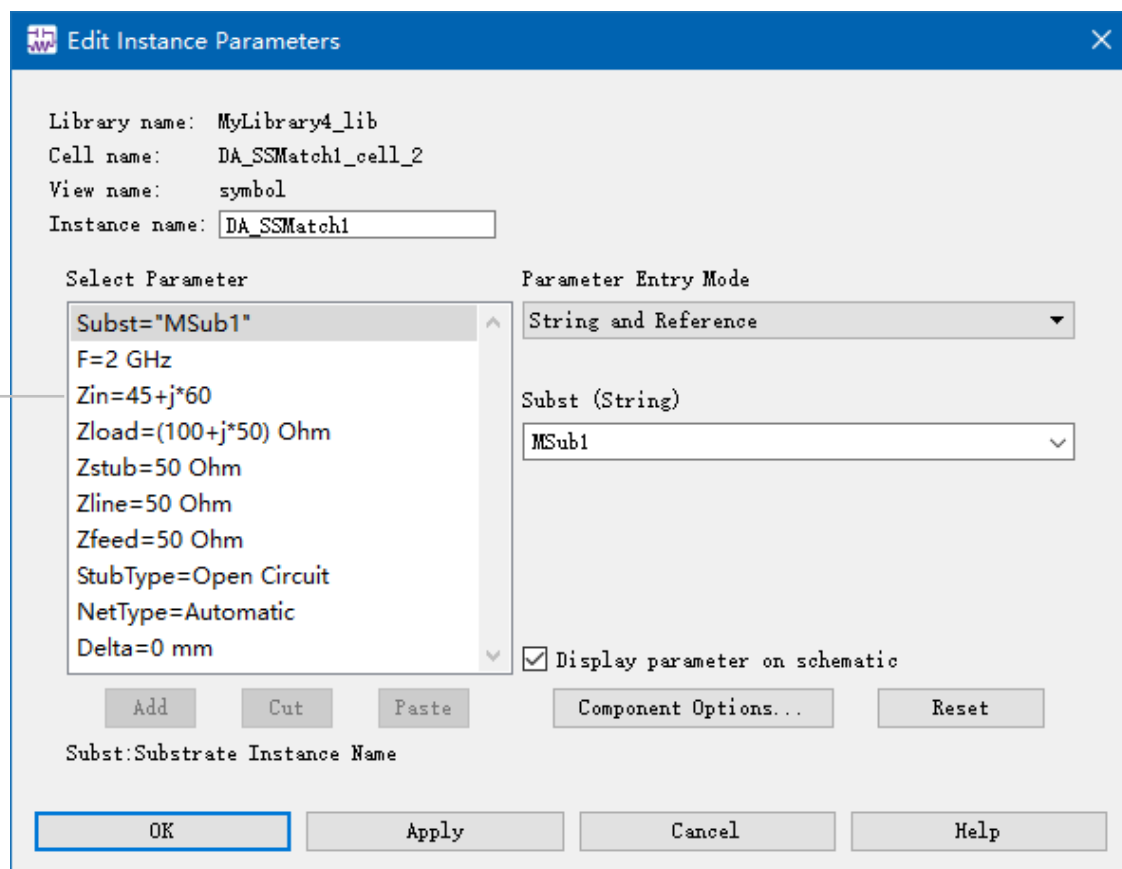 Edit Instance Parameters
Library name: MyLibrary4_lib
Cell name: DA_SSMatch1_cell_2
View name: symbol
Instance name: DA_SSMatch1
Select Parameter
Subst="MSub1"
F=2 GHz
Zin=45+j*60
Zload=(100+j*50) Ohm
Zstub=50 Ohm
Zline=50 Ohm
Zfeed=50 Ohm
StubType=Open Circuit
NetType=Automatic
Delta=0 mm
Parameter Entry Mode
String and Reference
Subst (String)
MSub1
Display parameter on schematic
Add Cut Paste Component Options... Reset
Subst:Substrate Instance Name
OK Apply Cancel Help